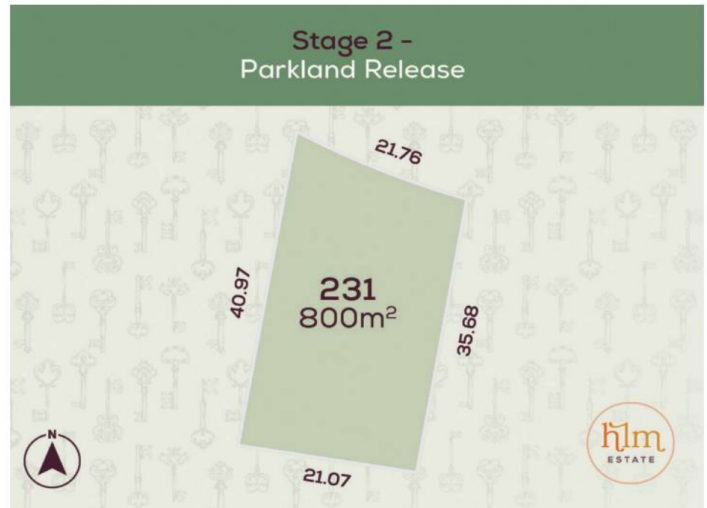 Stage 2 -
Parkland Release
21.76
40.97
231
800m²
35.68
21.07
N
hlm
ESTATE